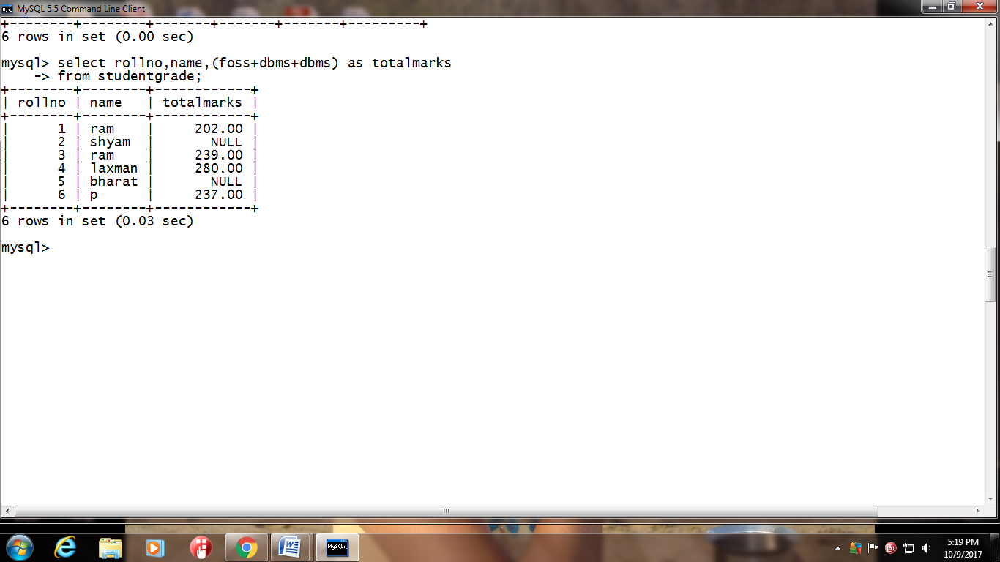 MySQL 5.5 Command Line Client
+--------+--------+-------+-------+-------+---------+
6 rows in set (0.00 sec)
mysql> select rollno,name,(foss+dbms+dbms) as totalmarks
    -> from studentgrade;
+--------+--------+------------+
| rollno | name   | totalmarks |
+--------+--------+------------+
|      1 | ram    |     202.00 |
|      2 | shyam  |       NULL |
|      3 | ram    |     239.00 |
|      4 | laxman |     280.00 |
|      5 | bharat |       NULL |
|      6 | p      |     237.00 |
+--------+--------+------------+
6 rows in set (0.03 sec)
mysql>
5:19 PM
10/9/2017